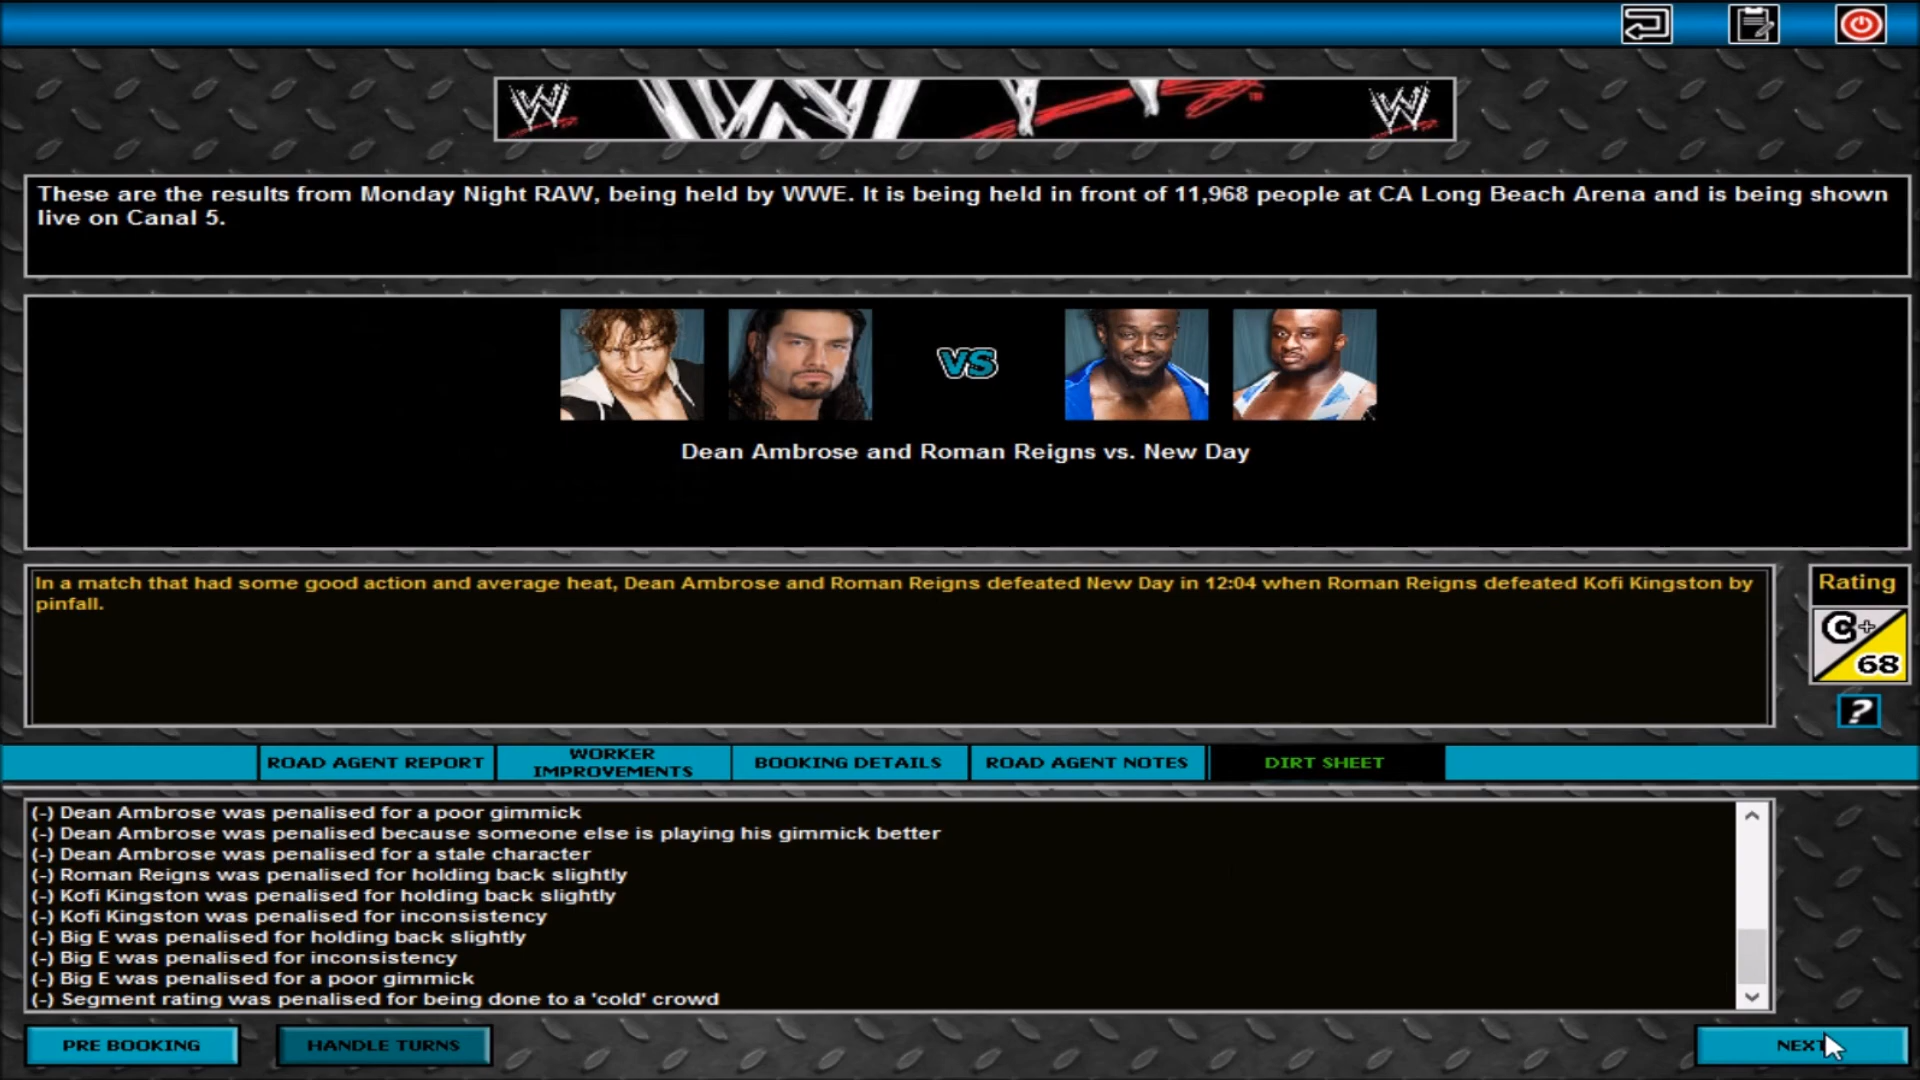 These are the results from Monday Night RAW, being held by WWE. It is being held in front of 11,968 people at CA Long Beach Arena and is being shown
live on Canal 5.
VS
Dean Ambrose and Roman Reigns vs. New Day
In a match that had some good action and average heat, Dean Ambrose and Roman Reigns defeated New Day in 12:04 when Roman Reigns defeated Kofi Kingston by
pinfall.
Rating
C+
68
?
ROAD AGENT REPORT
WORKER
IMPROVEMENTS
BOOKING DETAILS
ROAD AGENT NOTES
DIRT SHEET
(-) Dean Ambrose was penalised for a poor gimmick
(-) Dean Ambrose was penalised because someone else is playing his gimmick better
(-) Dean Ambrose was penalised for a stale character
(-) Roman Reigns was penalised for holding back slightly
(-) Kofi Kingston was penalised for holding back slightly
(-) Kofi Kingston was penalised for inconsistency
(-) Big E was penalised for holding back slightly
(-) Big E was penalised for inconsistency
(-) Big E was penalised for a poor gimmick
(-) Segment rating was penalised for being done to a 'cold' crowd
PRE BOOKING
HANDLE TURNS
NEXT